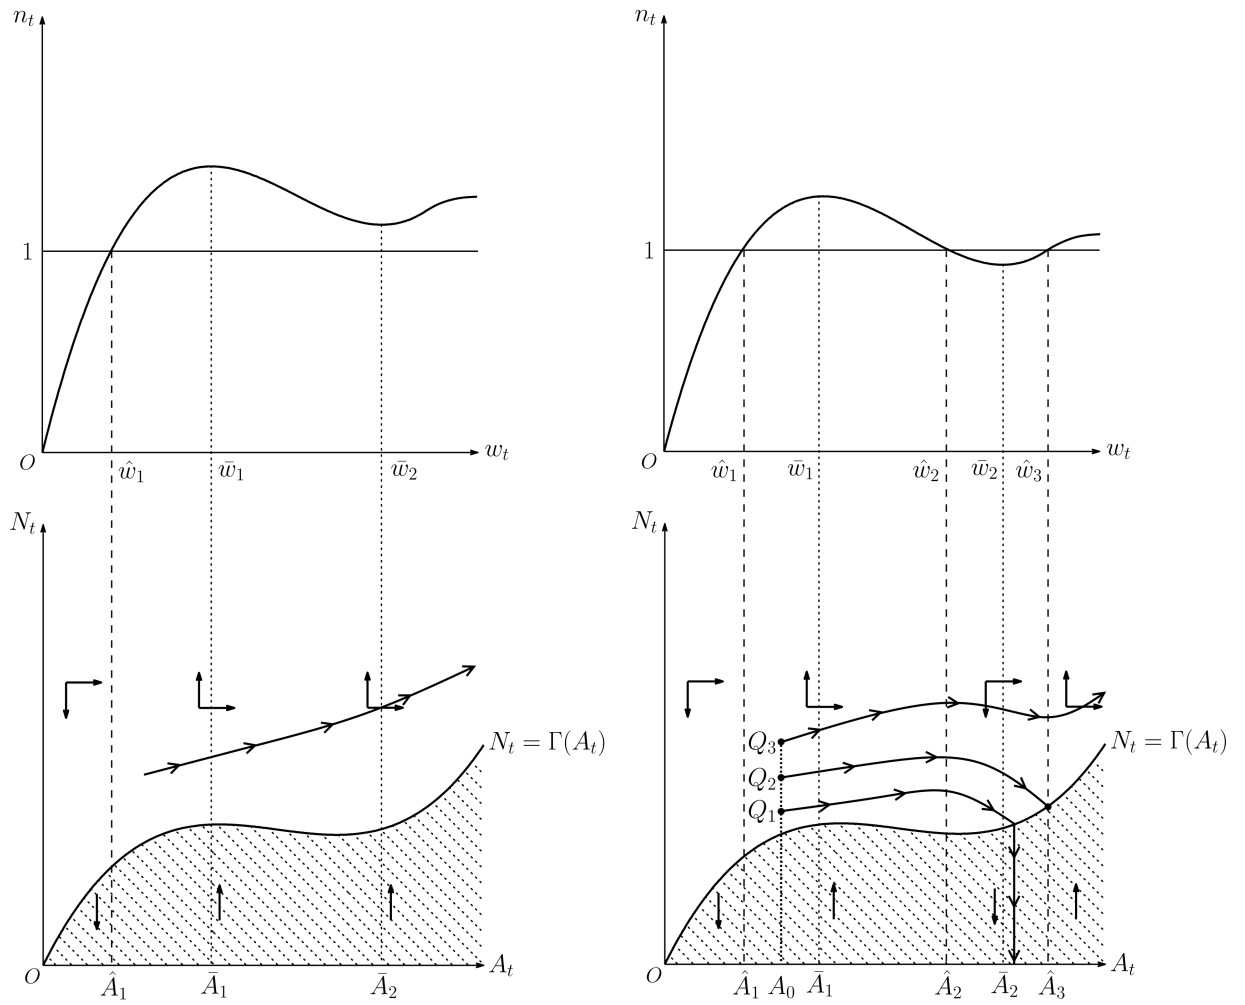 n_t
n_t
1
1
O
ŵ_1
w̄_1
w̄_2
w_t
O
ŵ_1
w̄_1
ŵ_2
w̄_2
ŵ_3
w_t
N_t
N_t
N_t = Γ(A_t)
Q_3
Q_2
Q_1
N_t = Γ(A_t)
O
Â_1
Ā_1
Ā_2
A_t
O
Â_1
A_0
Ā_1
Â_2
Ā_2
Â_3
A_t